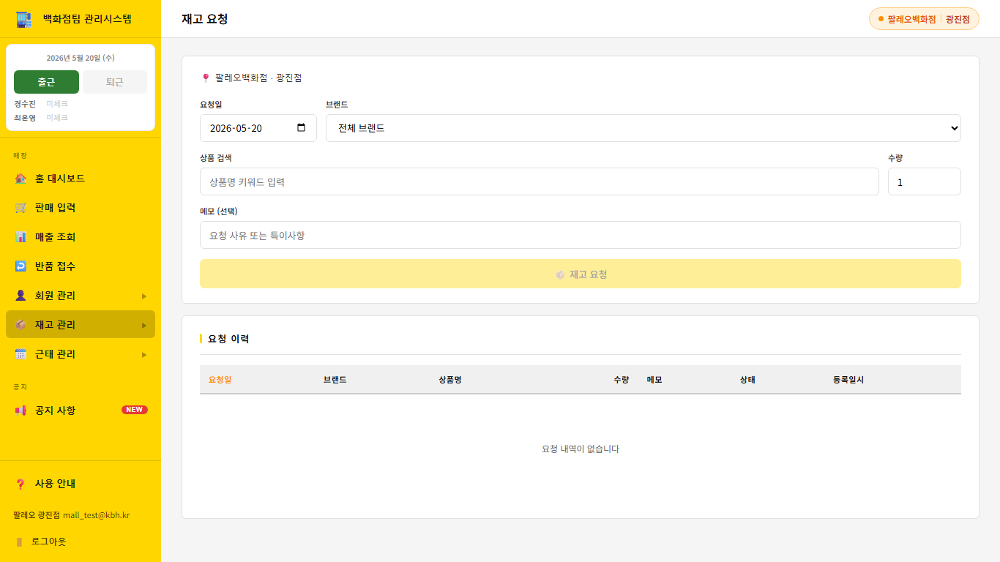 백화점팀 관리시스템
2026년 5월 20일 (수)
출근 퇴근
경수진 미체크
최윤영 미체크
매장
홈 대시보드
판매 입력
매출 조회
반품 접수
회원 관리
재고 관리
근태 관리
공지
공지 사항 NEW
사용 안내
팔레오 광진점 mall_test@kbh.kr
로그아웃
재고 요청
팔레오백화점 광진점
팔레오백화점 · 광진점
요청일 브랜드
2026-05-20 전체 브랜드
상품 검색 수량
상품명 키워드 입력 1
메모 (선택)
요청 사유 또는 특이사항
재고 요청
요청 이력
요청일 브랜드 상품명 수량 메모 상태 등록일시
요청 내역이 없습니다